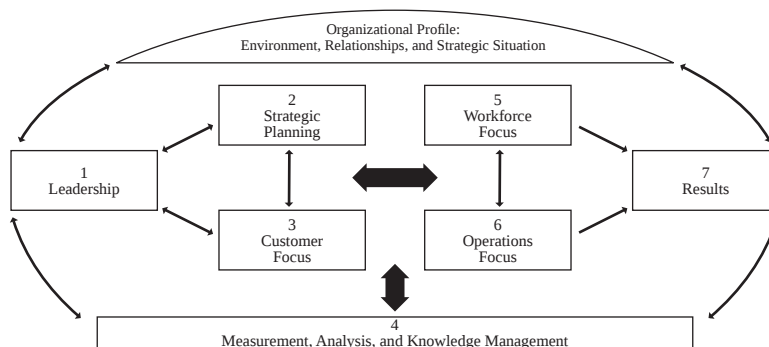 Organizational Profile:
Environment, Relationships, and Strategic Situation
2
Strategic
Planning
5
Workforce
Focus
1
Leadership
7
Results
3
Customer
Focus
6
Operations
Focus
4
Measurement, Analysis, and Knowledge Management